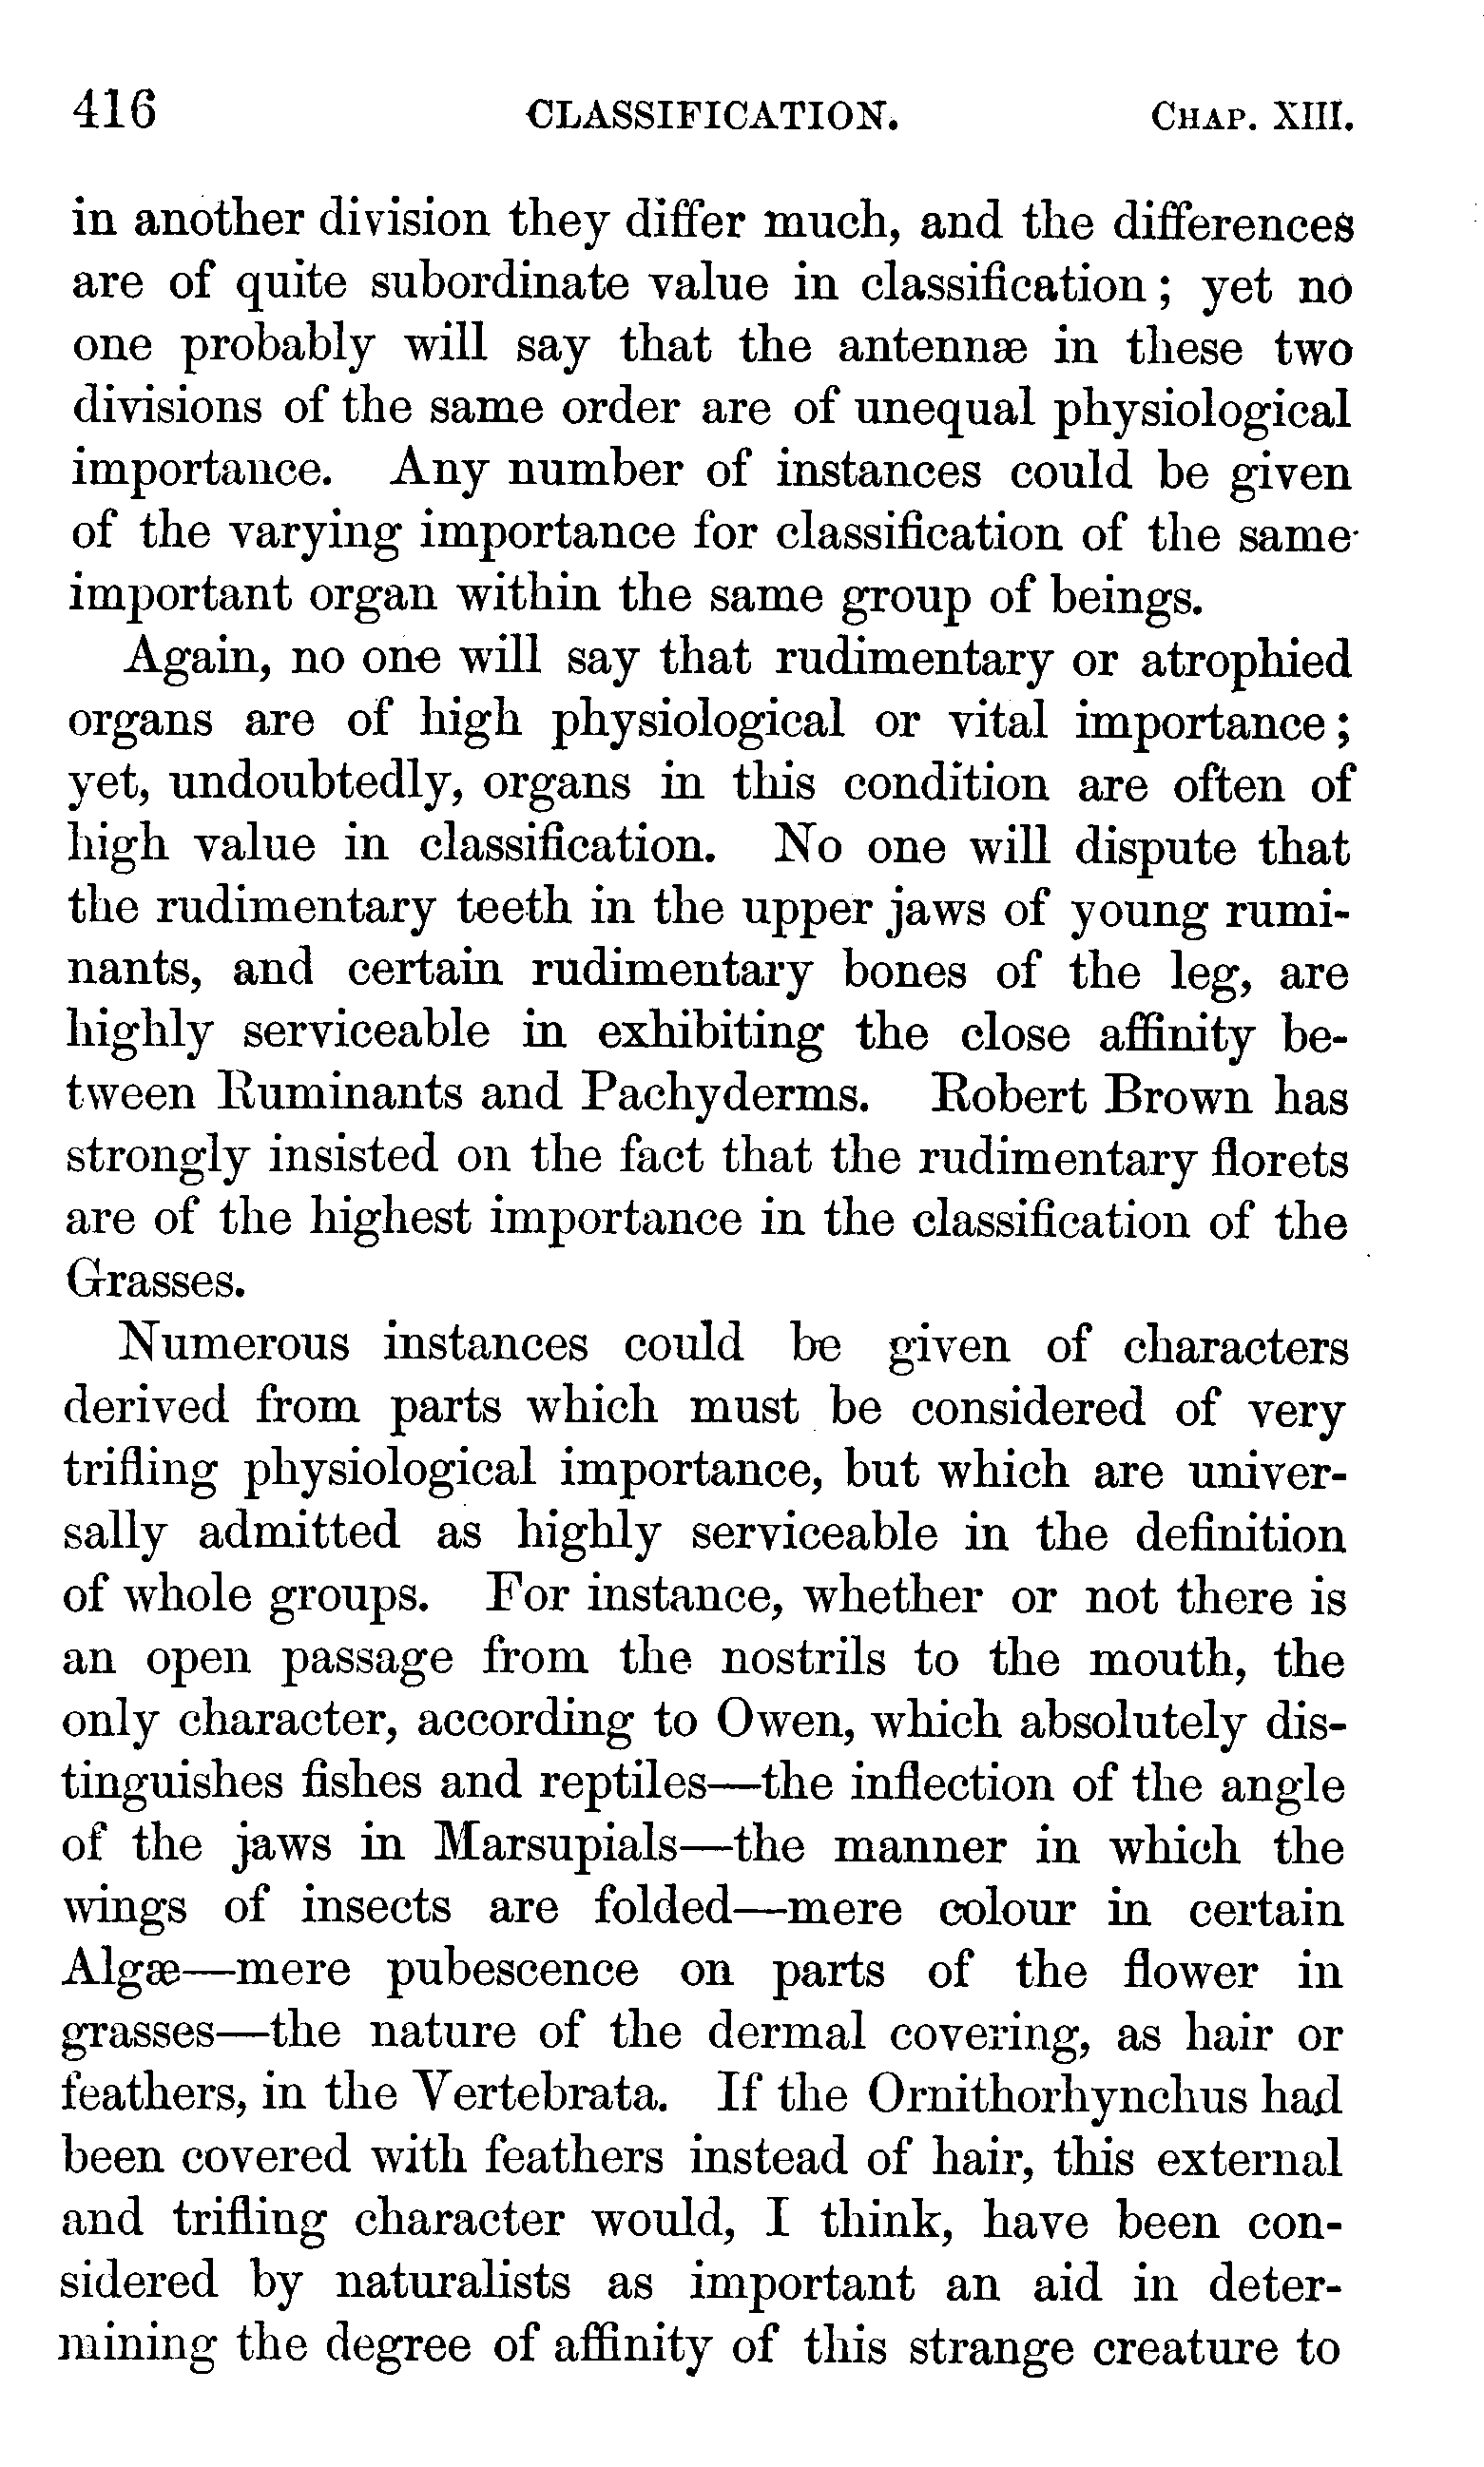 416 CLASSIFICATION. CHAP. XIII.
in another division they differ much, and the differences
are of quite subordinate value in classification; yet no
one probably will say that the antennæ in these two
divisions of the same order are of unequal physiological
importance. Any number of instances could be given
of the varying importance for classification of the same
important organ within the same group of beings.
Again, no one will say that rudimentary or atrophied
organs are of high physiological or vital importance;
yet, undoubtedly, organs in this condition are often of
high value in classification. No one will dispute that
the rudimentary teeth in the upper jaws of young rumi-
nants, and certain rudimentary bones of the leg, are
highly serviceable in exhibiting the close affinity be-
tween Ruminants and Pachyderms. Robert Brown has
strongly insisted on the fact that the rudimentary florets
are of the highest importance in the classification of the
Grasses.
Numerous instances could be given of characters
derived from parts which must be considered of very
trifling physiological importance, but which are univer-
sally admitted as highly serviceable in the definition
of whole groups. For instance, whether or not there is
an open passage from the nostrils to the mouth, the
only character, according to Owen, which absolutely dis-
tinguishes fishes and reptiles—the inflection of the angle
of the jaws in Marsupials—the manner in which the
wings of insects are folded—mere colour in certain
Algæ—mere pubescence on parts of the flower in
grasses—the nature of the dermal covering, as hair or
feathers, in the Vertebrata. If the Ornithorhynchus had
been covered with feathers instead of hair, this external
and trifling character would, I think, have been con-
sidered by naturalists as important an aid in deter-
mining the degree of affinity of this strange creature to